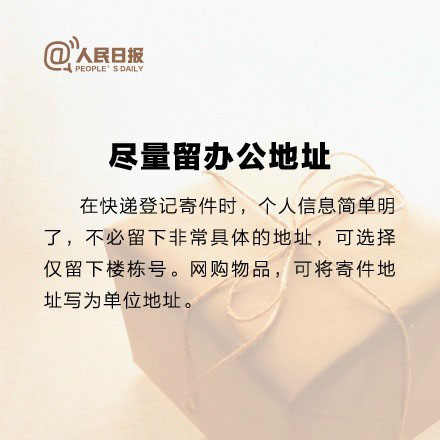 @人民日报
PEOPLE'S DAILY
尽量留办公地址
在快递登记寄件时，个人信息简单明
了，不必留下非常具体的地址，可选择
仅留下楼栋号。网购物品，可将寄件地
址写为单位地址。